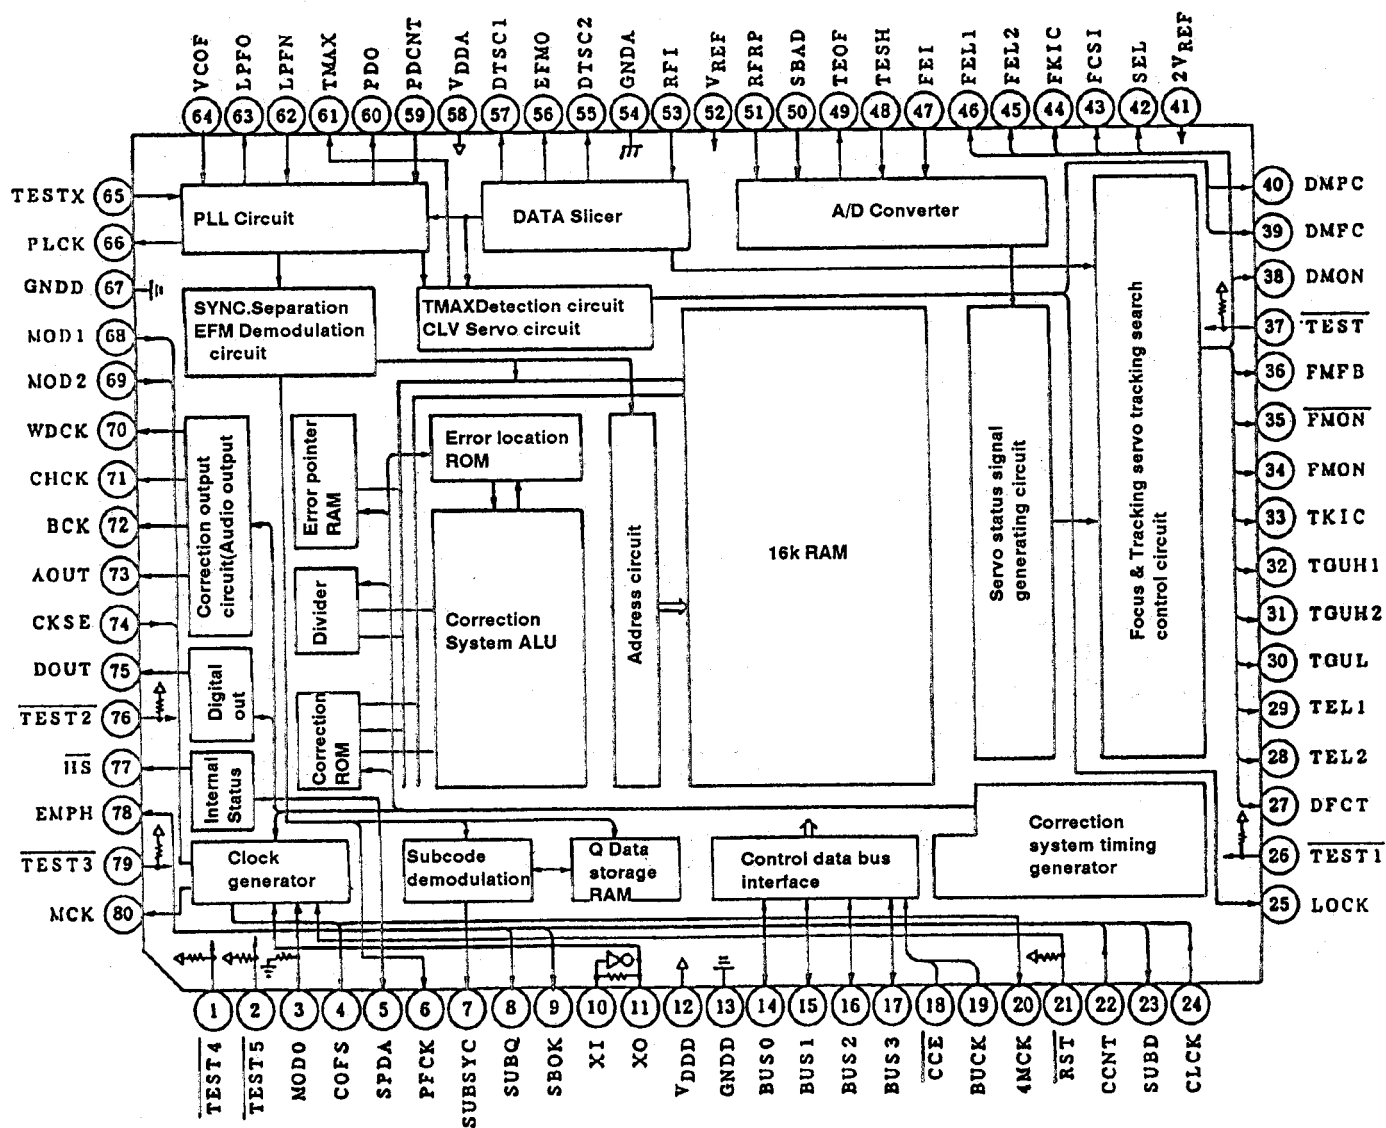 VCOF
LPFO
LPFN
TMAX
PDO
PDCNT
VDDA
DTSC1
EFMO
DTSC2
GNDA
RFI
VREF
RFRP
SBAD
TEOF
TESH
FEI
FEL1
FEL2
FKIC
FCSI
SEL
2VREF
64
63
62
61
60
59
58
57
56
55
54
53
52
51
50
49
48
47
46
45
44
43
42
41
TESTX 65
PLCK 66
GNDD 67
MOD1 68
MOD2 69
WDCK 70
CHCK 71
BCK 72
AOUT 73
CKSE 74
DOUT 75
TEST2 76
HS 77
EMPH 78
TEST3 79
MCK 80
PLL Circuit
DATA Slicer
A/D Converter
SYNC.Separation
EFM Demodulation
circuit
TMAXDetection circuit
CLV Servo circuit
Correction output
circuit(Audio output
Error pointer
RAM
Error location
ROM
Divider
Correction
System ALU
Address circuit
16k RAM
Servo status signal
generating circuit
Focus & Tracking servo tracking search
control circuit
Digital
out
Correction
ROM
Internal
Status
Clock
generator
Subcode
demodulation
Q Data
storage
RAM
Control data bus
interface
Correction
system timing
generator
40 DMPC
39 DMFC
38 DMON
37 TEST
36 FMFB
35 FMON
34 FMON
33 TKIC
32 TGUH1
31 TGUH2
30 TGUL
29 TEL1
28 TEL2
27 DFCT
26 TEST1
25 LOCK
1
2
3
4
5
6
7
8
9
10
11
12
13
14
15
16
17
18
19
20
21
22
23
24
TEST4
TEST5
MOD0
COFS
SPDA
PFCK
SUBSYC
SUBQ
SBOK
XI
XO
VDD
GNDD
BUS0
BUS1
BUS2
BUS3
CCE
BUCK
4MCK
RST
CCNT
SUBD
CLCK